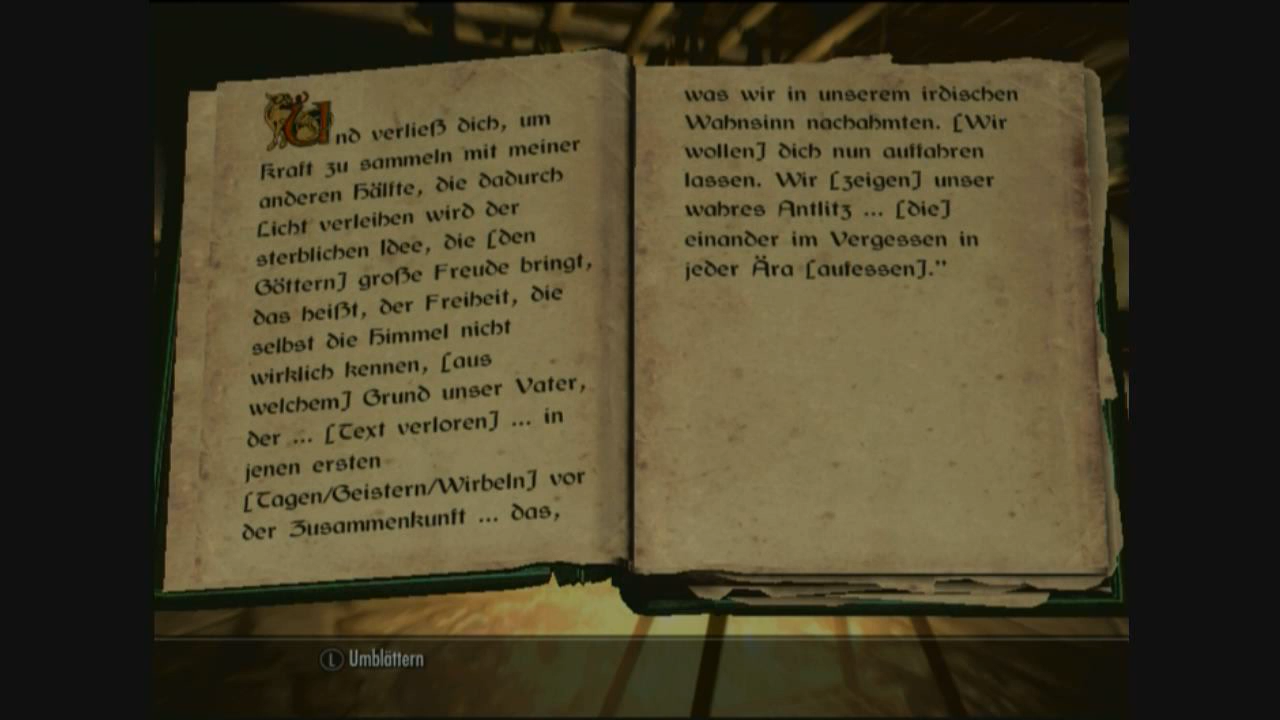 Und verließ dich, um
Kraft zu sammeln mit meiner
anderen Hälfte, die dadurch
Licht verleihen wird der
sterblichen Idee, die [den
Göttern] große Freude bringt,
das heißt, der Freiheit, die
selbst die Himmel nicht
wirklich kennen, [aus
welchem] Grund unser Vater,
der ... [Text verloren] ... in
jenen ersten
[Tagen/Geistern/Wirbeln] vor
der Zusammenkunft ... das,
was wir in unserem irdischen
Wahnsinn nachahmten. [Wir
wollen] dich nun auffahren
lassen. Wir [zeigen] unser
wahres Antlitz ... [die]
einander im Vergessen in
jeder Ära [aufessen]."
L Umblättern